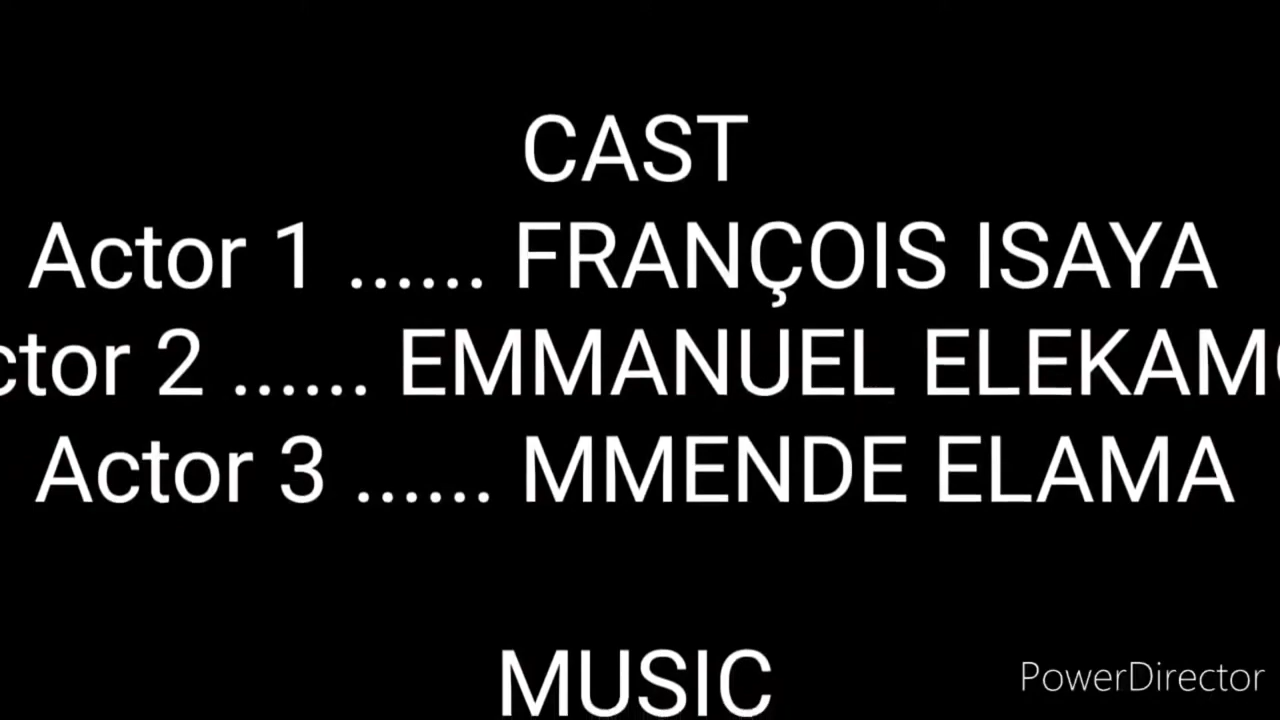 CAST
Actor 1 ...... FRANÇOIS ISAYA
2 ...... EMMANUEL
Actor 3 ...... MMENDE ELAMA
MUSIC
PowerDirector